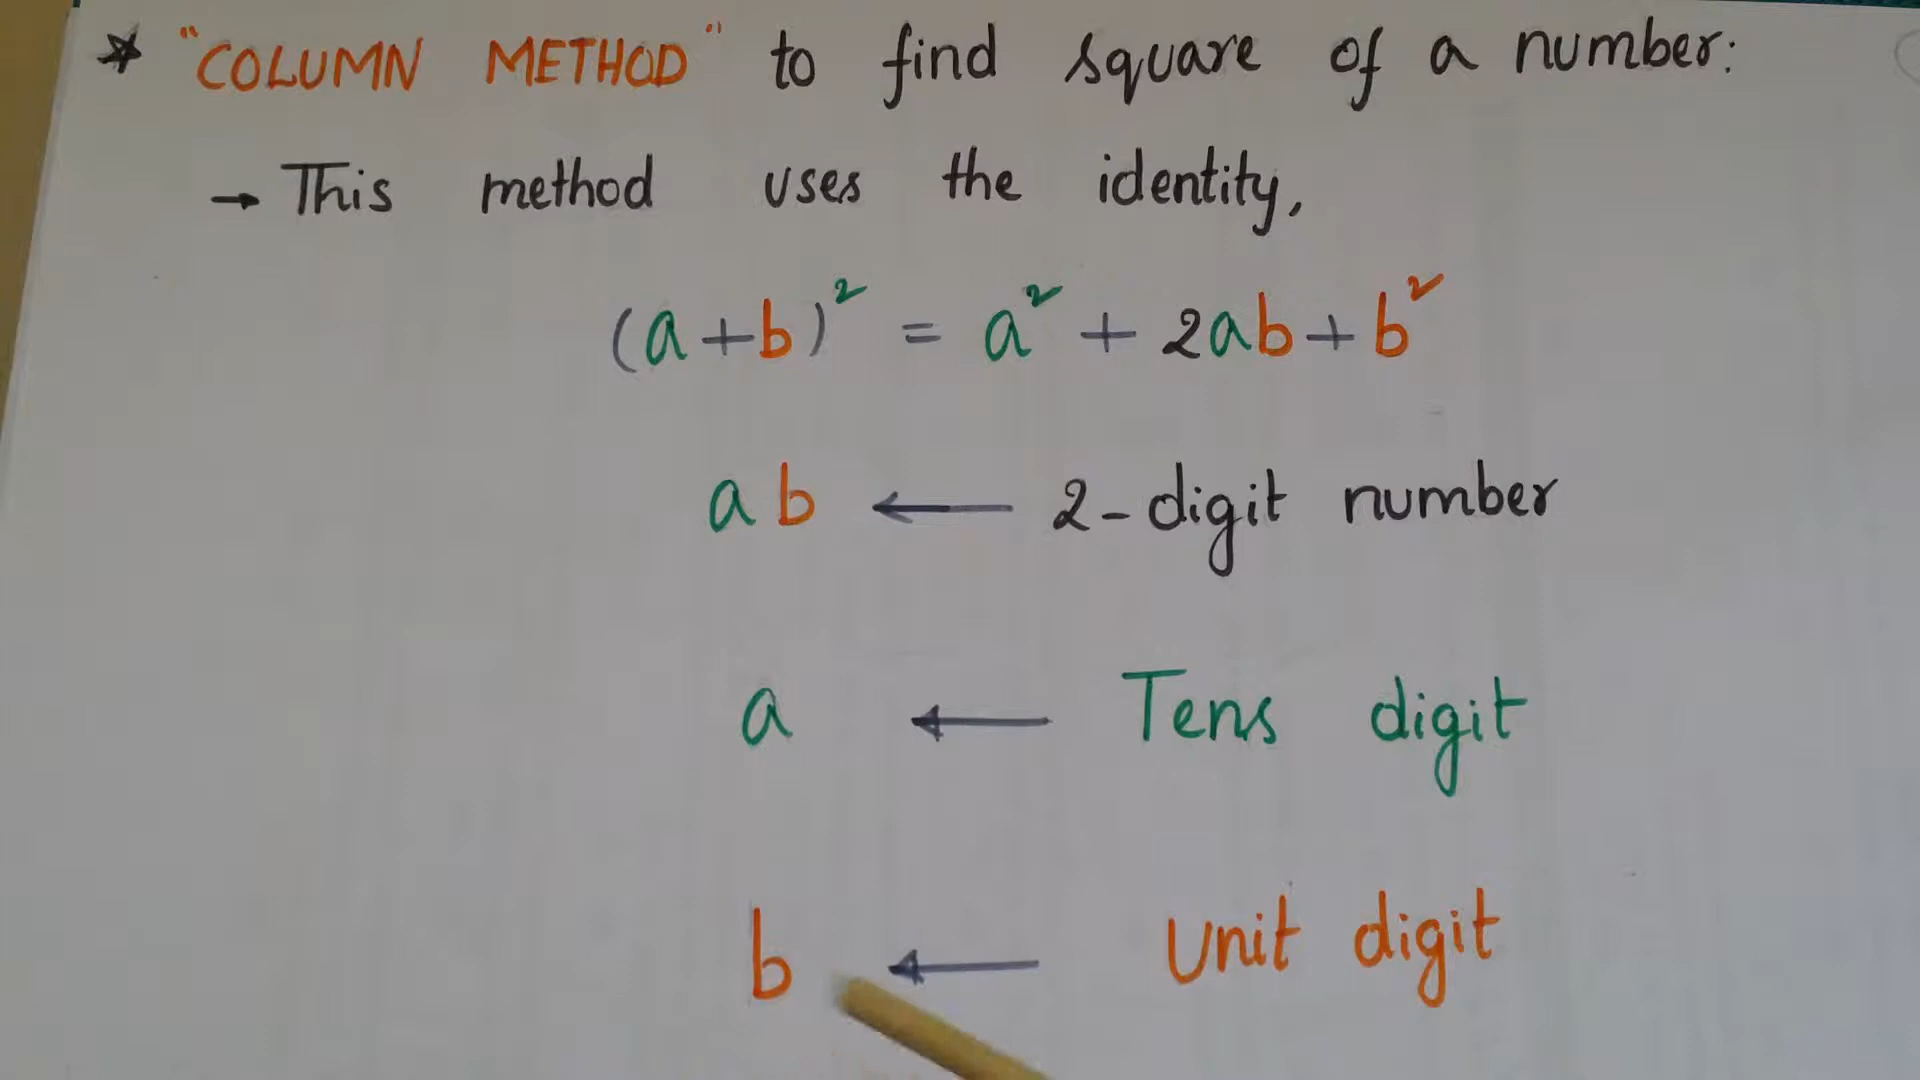 * "COLUMN METHOD" to find square of a number:
→ This method uses the identity,
(a+b)² = a² + 2ab + b²
ab ← 2-digit number
a ← Tens digit
b ← Unit digit